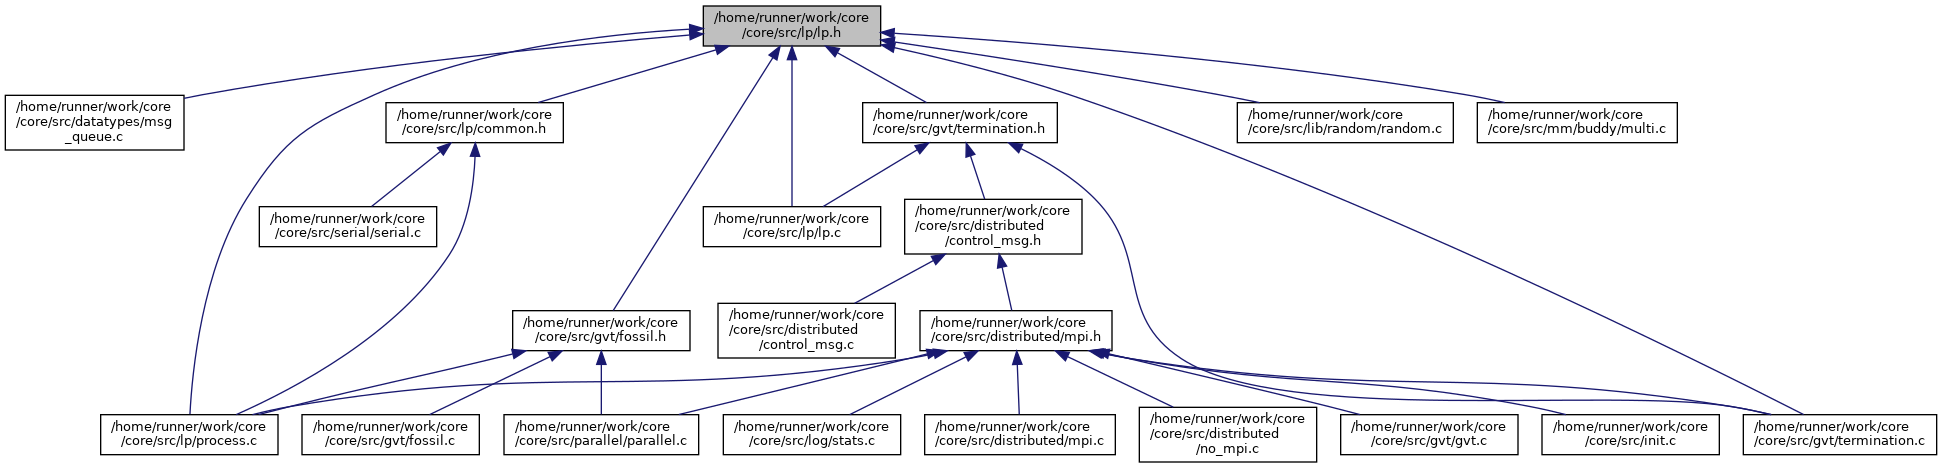 /home/runner/work/core
/core/src/lp/lp.h
/home/runner/work/core
/core/src/datatypes/msg
_queue.c
/home/runner/work/core
/core/src/lp/common.h
/home/runner/work/core
/core/src/gvt/termination.h
/home/runner/work/core
/core/src/lib/random/random.c
/home/runner/work/core
/core/src/mm/buddy/multi.c
/home/runner/work/core
/core/src/serial/serial.c
/home/runner/work/core
/core/src/lp/lp.c
/home/runner/work/core
/core/src/distributed
/control_msg.h
/home/runner/work/core
/core/src/gvt/fossil.h
/home/runner/work/core
/core/src/distributed
/control_msg.c
/home/runner/work/core
/core/src/distributed/mpi.h
/home/runner/work/core
/core/src/lp/process.c
/home/runner/work/core
/core/src/gvt/fossil.c
/home/runner/work/core
/core/src/parallel/parallel.c
/home/runner/work/core
/core/src/log/stats.c
/home/runner/work/core
/core/src/distributed/mpi.c
/home/runner/work/core
/core/src/distributed
/no_mpi.c
/home/runner/work/core
/core/src/gvt/gvt.c
/home/runner/work/core
/core/src/init.c
/home/runner/work/core
/core/src/gvt/termination.c